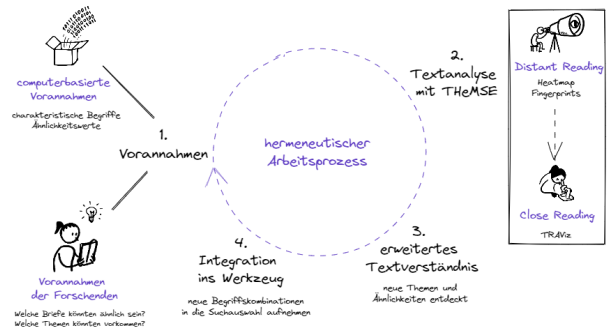 computerbasierte
Vorannahmen
charakteristische Begriffe
Ähnlichkeitswerte
1.
Vorannahmen
Vorannahmen
der Forschenden
Welche Briefe könnten ähnlich sein?
Welche Themen könnten vorkommen?
hermeneutischer
Arbeitsprozess
2.
Textanalyse
mit THeMSE
Distant Reading
Heatmap
Fingerprints
Close Reading
TRAViz
3.
erweitertes
Textverständnis
neue Themen und
Ähnlichkeiten entdeckt
4.
Integration
ins Werkzeug
neue Begriffskombinationen
in die Suchauswahl aufnehmen